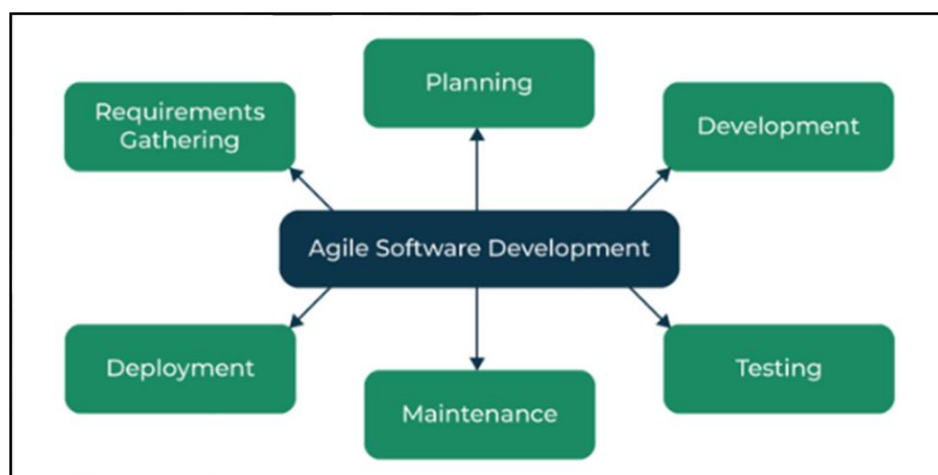 Planning
Requirements
Gathering
Development
Agile Software Development
Deployment
Testing
Maintenance